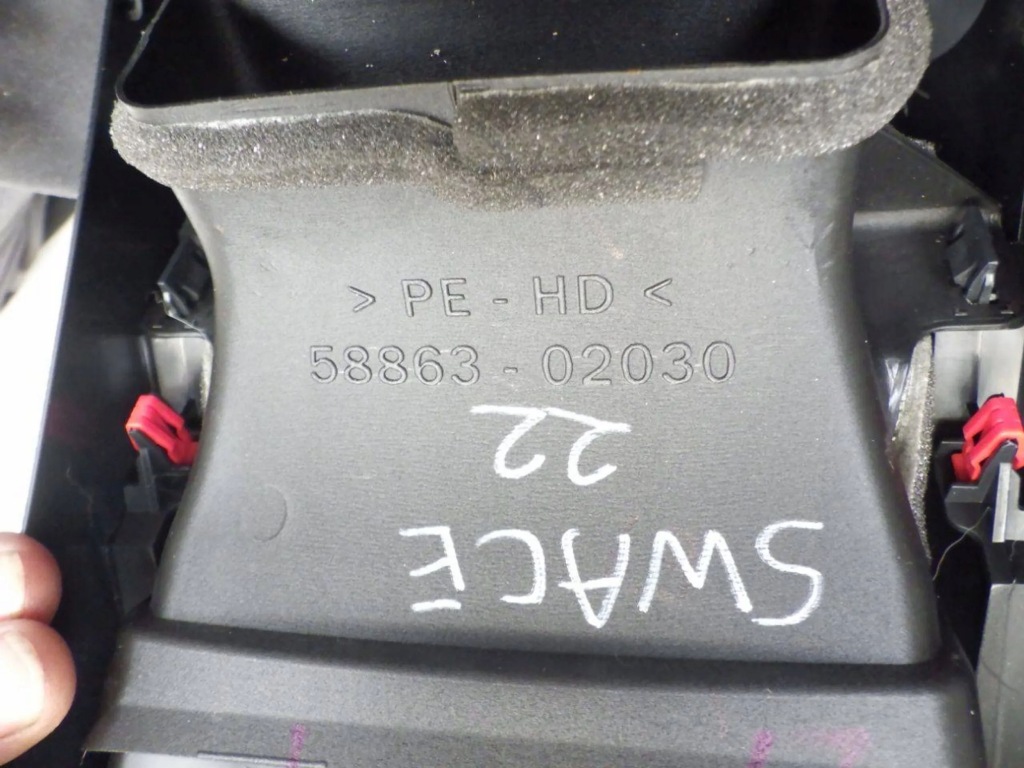 > PE - HD <
58863 - 02030
SWACE
22